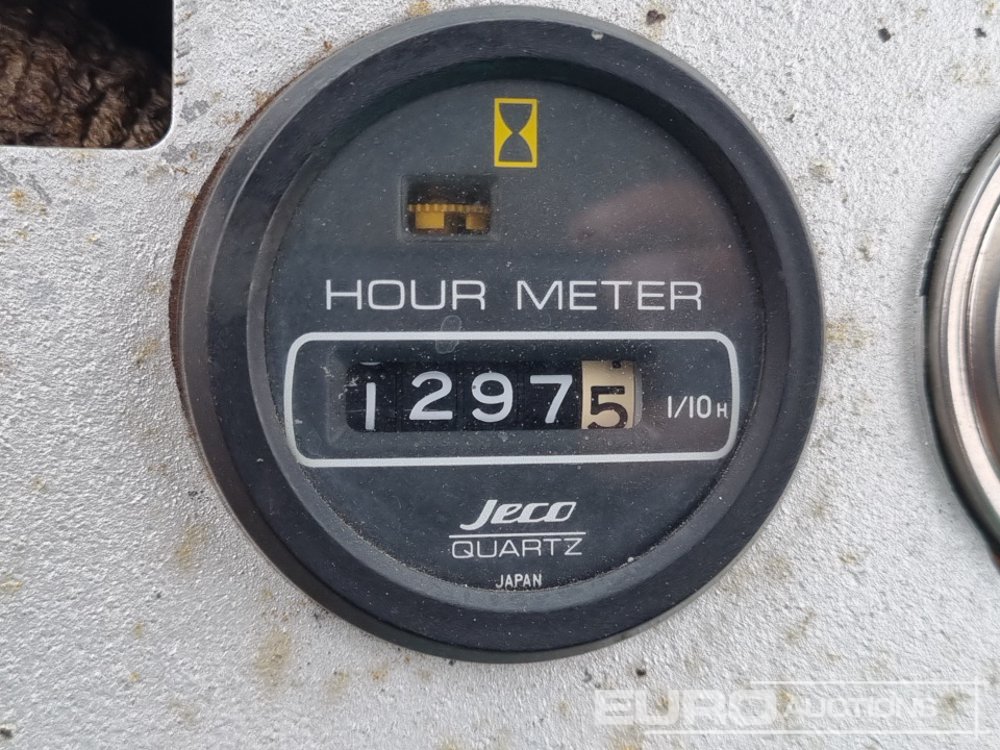 HOUR METER
12975 1/10H
Jeco
QUARTZ
JAPAN
EURO AUCTIONS